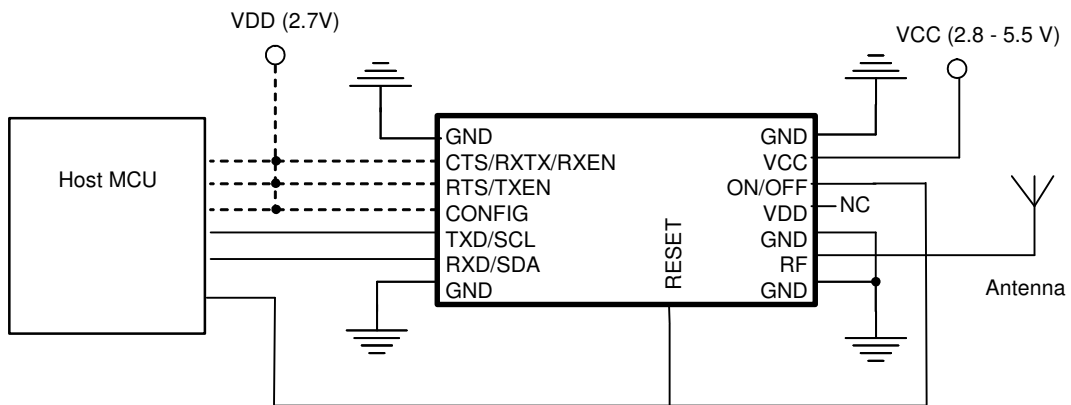 VDD (2.7V)
VCC (2.8 - 5.5 V)
Host MCU
GND
CTS/RXTX/RXEN
RTS/TXEN
CONFIG
TXD/SCL
RXD/SDA
GND
RESET
GND
VCC
ON/OFF
VDD
NC
GND
RF
GND
Antenna